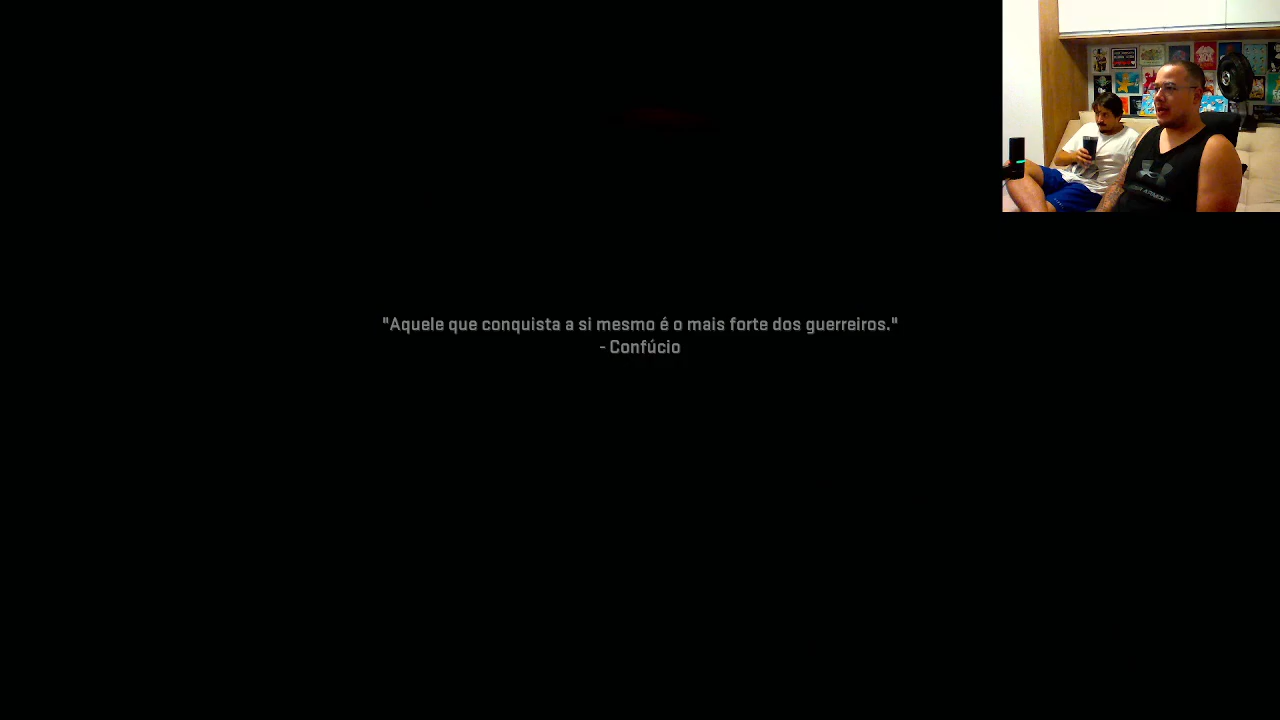 "Aquele que conquista a si mesmo é o mais forte dos guerreiros."
- Confúcio